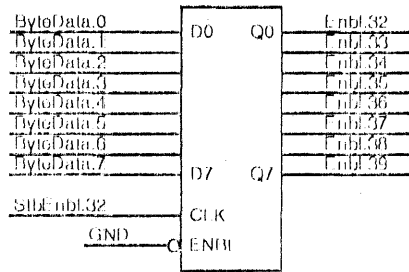 ByteData.0 D0 Q0 Enbl.32
ByteData.1 Enbl.33
ByteData.2 Enbl.34
ByteData.3 Enbl.35
ByteData.4 Enbl.36
ByteData.5 Enbl.37
ByteData.6 Enbl.38
ByteData.7 D7 Q7 Enbl.39
StbEnbl.32 CLK
GND ENBL